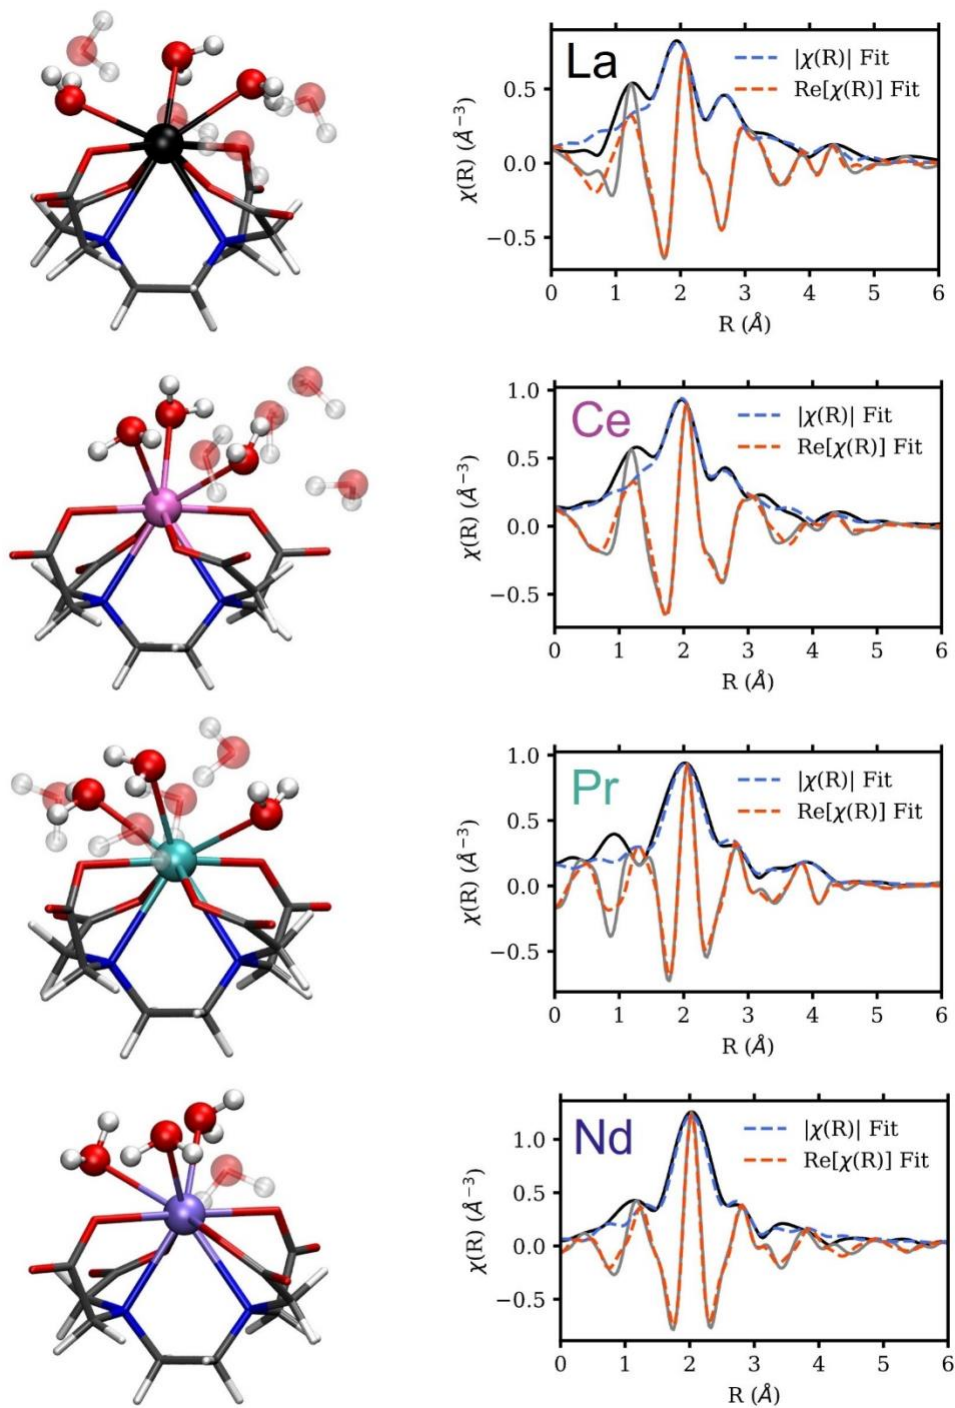 La
|χ(R)| Fit
Re[χ(R)] Fit
0.5
0.0
−0.5
χ(R) (Å⁻³)
0 1 2 3 4 5 6
R (Å)
Ce
|χ(R)| Fit
Re[χ(R)] Fit
1.0
0.5
0.0
−0.5
χ(R) (Å⁻³)
0 1 2 3 4 5 6
R (Å)
Pr
|χ(R)| Fit
Re[χ(R)] Fit
1.0
0.5
0.0
−0.5
χ(R) (Å⁻³)
0 1 2 3 4 5 6
R (Å)
Nd
|χ(R)| Fit
Re[χ(R)] Fit
1.0
0.5
0.0
−0.5
χ(R) (Å⁻³)
0 1 2 3 4 5 6
R (Å)